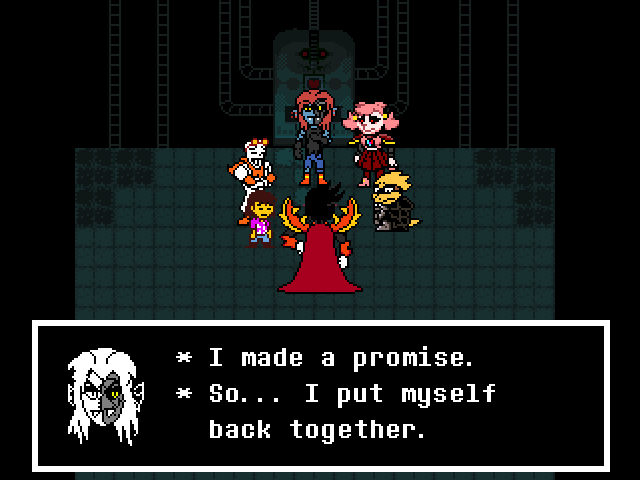 * I made a promise.
* So... I put myself
back together.